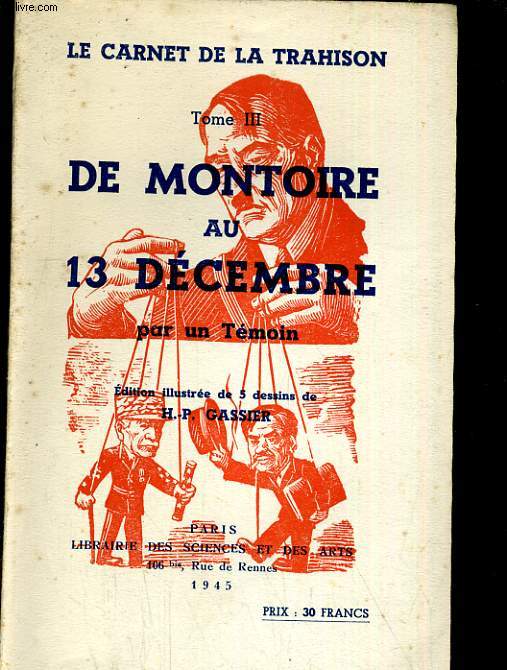 livre.com
LE CARNET DE LA TRAHISON
Tome III
DE MONTOIRE
AU
13 DÉCEMBRE
par un Témoin
Édition illustrée de 5 dessins de
H.-P. GASSIER
PARIS
LIBRAIRIE DES SCIENCES ET DES ARTS
106 bis, Rue de Rennes
1945
PRIX : 30 FRANCS